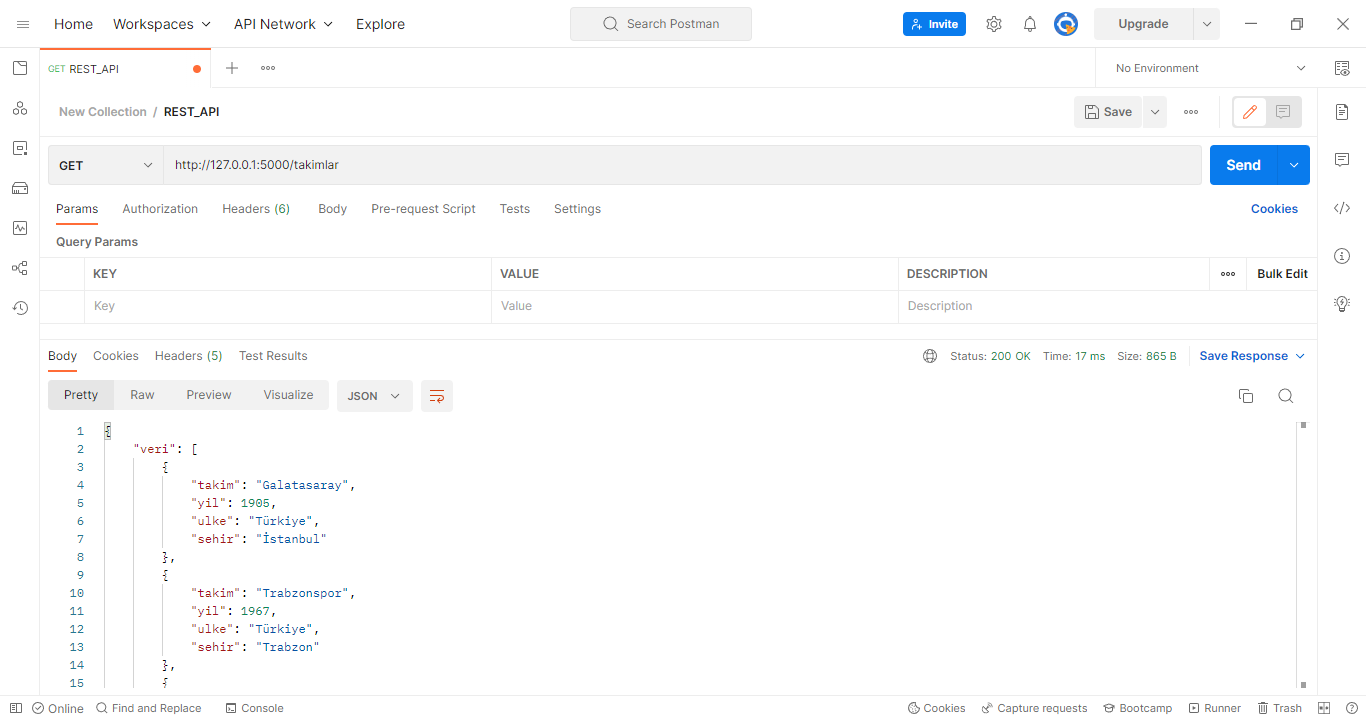 Home Workspaces API Network Explore Search Postman Invite Upgrade
GET REST_API No Environment
New Collection / REST_API Save
GET http://127.0.0.1:5000/takimlar Send
Params Authorization Headers (6) Body Pre-request Script Tests Settings Cookies
Query Params
KEY VALUE DESCRIPTION Bulk Edit
Key Value Description
Body Cookies Headers (5) Test Results Status: 200 OK Time: 17 ms Size: 865 B Save Response
Pretty Raw Preview Visualize JSON
1 {
2 "veri": [
3 {
4 "takim": "Galatasaray",
5 "yil": 1905,
6 "ulke": "Türkiye",
7 "sehir": "İstanbul"
8 },
9 {
10 "takim": "Trabzonspor",
11 "yil": 1967,
12 "ulke": "Türkiye",
13 "sehir": "Trabzon"
14 },
15 {
Online Find and Replace Console Cookies Capture requests Bootcamp Runner Trash